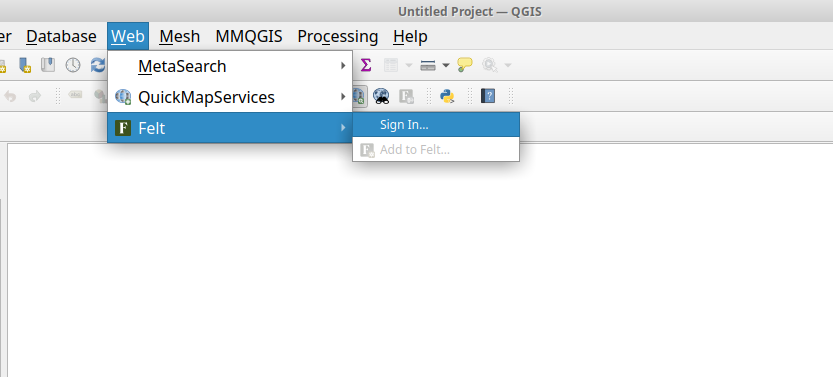 Untitled Project — QGIS
er Database Web Mesh MMQGIS Processing Help
MetaSearch
QuickMapServices
F Felt
Sign In...
Add to Felt...